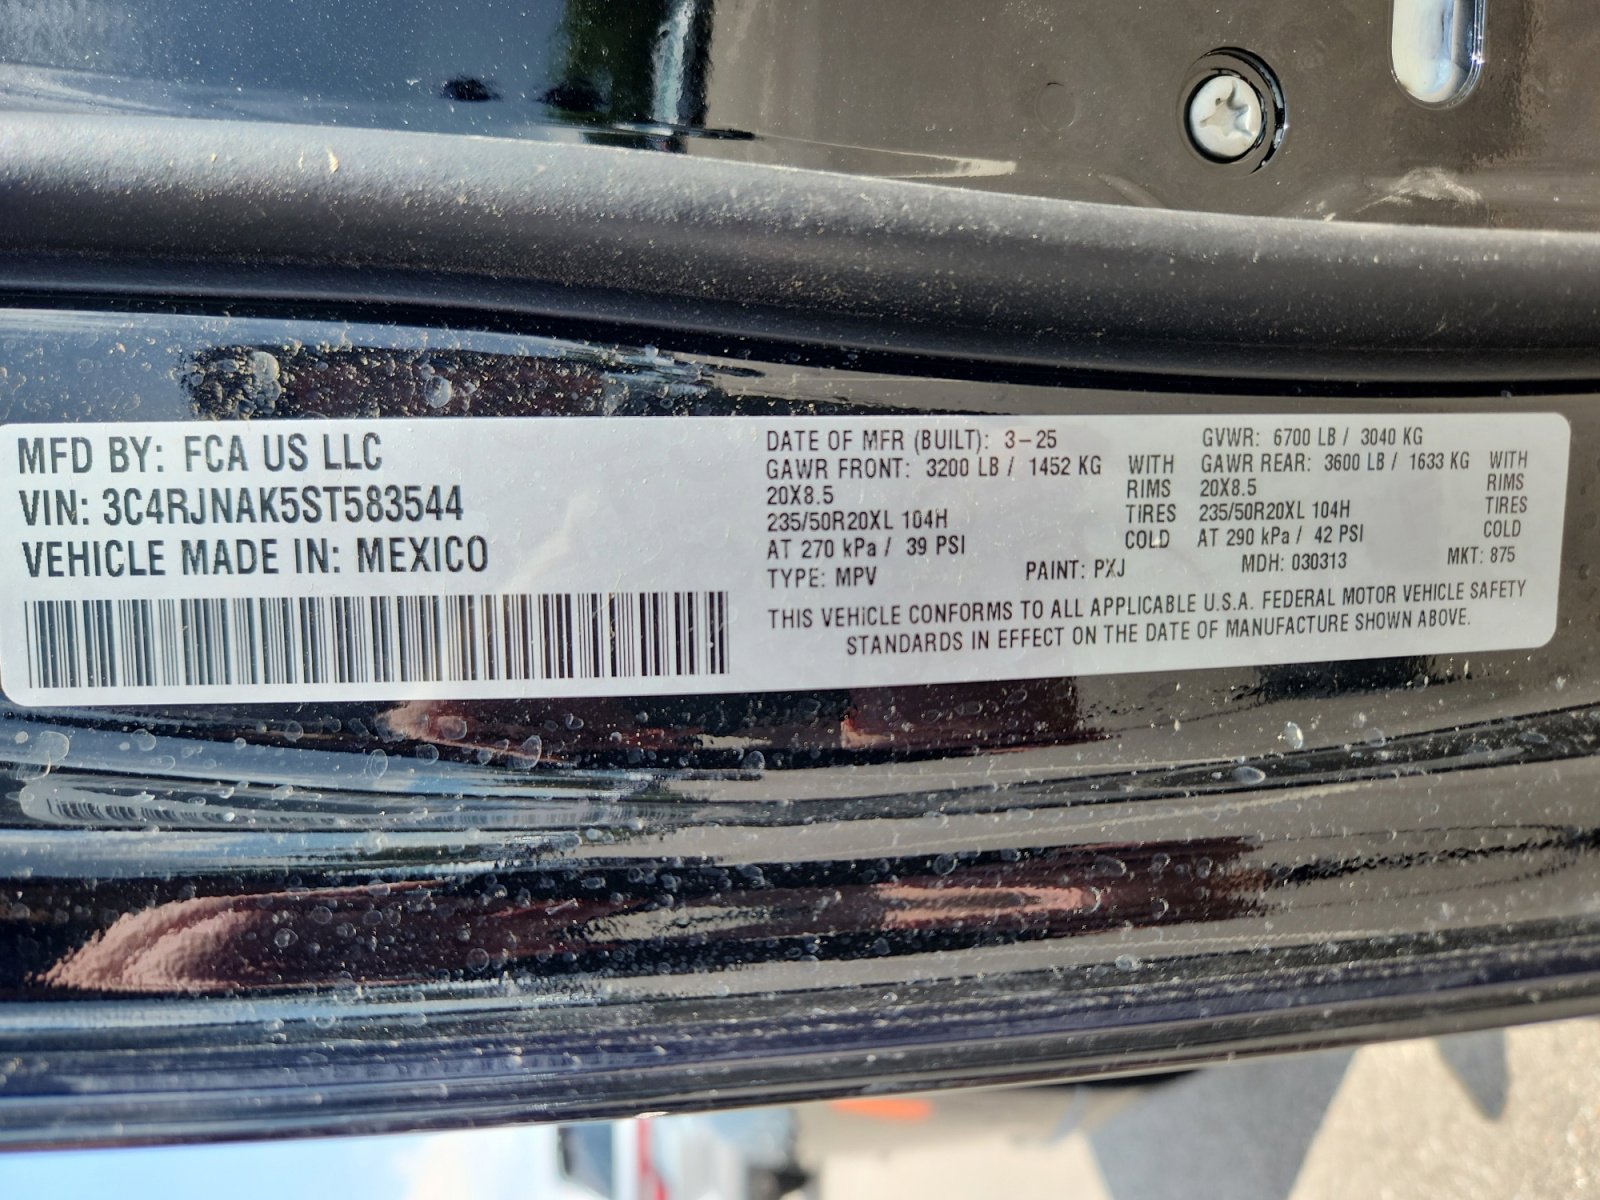 MFD BY: FCA US LLC
VIN: 3C4RJNAK5ST583544
VEHICLE MADE IN: MEXICO
DATE OF MFR (BUILT): 3-25 GVWR: 6700 LB / 3040 KG
GAWR FRONT: 3200 LB / 1452 KG WITH GAWR REAR: 3600 LB / 1633 KG WITH
20X8.5 RIMS 20X8.5 RIMS
235/50R20XL 104H TIRES 235/50R20XL 104H TIRES
AT 270 kPa / 39 PSI COLD AT 290 kPa / 42 PSI COLD
TYPE: MPV PAINT: PXJ MDH: 030313 MKT: 875
THIS VEHICLE CONFORMS TO ALL APPLICABLE U.S.A. FEDERAL MOTOR VEHICLE SAFETY
STANDARDS IN EFFECT ON THE DATE OF MANUFACTURE SHOWN ABOVE.